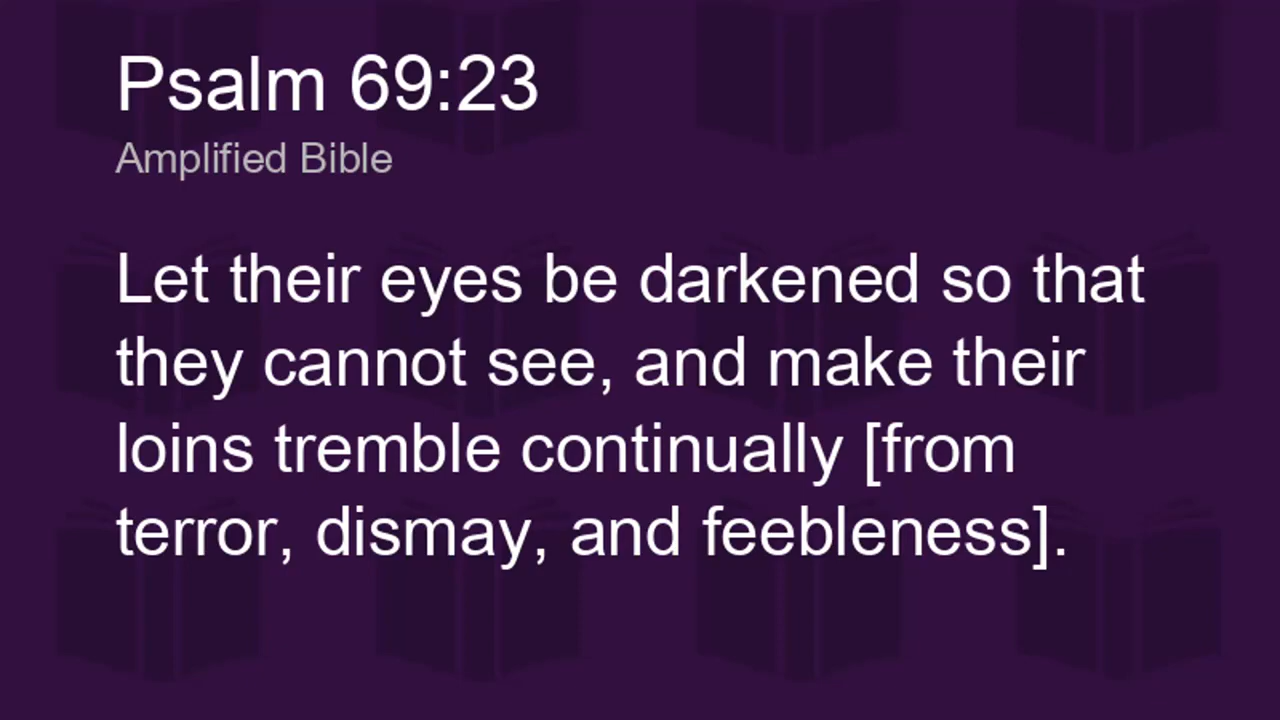 Psalm 69:23
Amplified Bible
Let their eyes be darkened so that
they cannot see, and make their
loins tremble continually [from
terror, dismay, and feebleness].